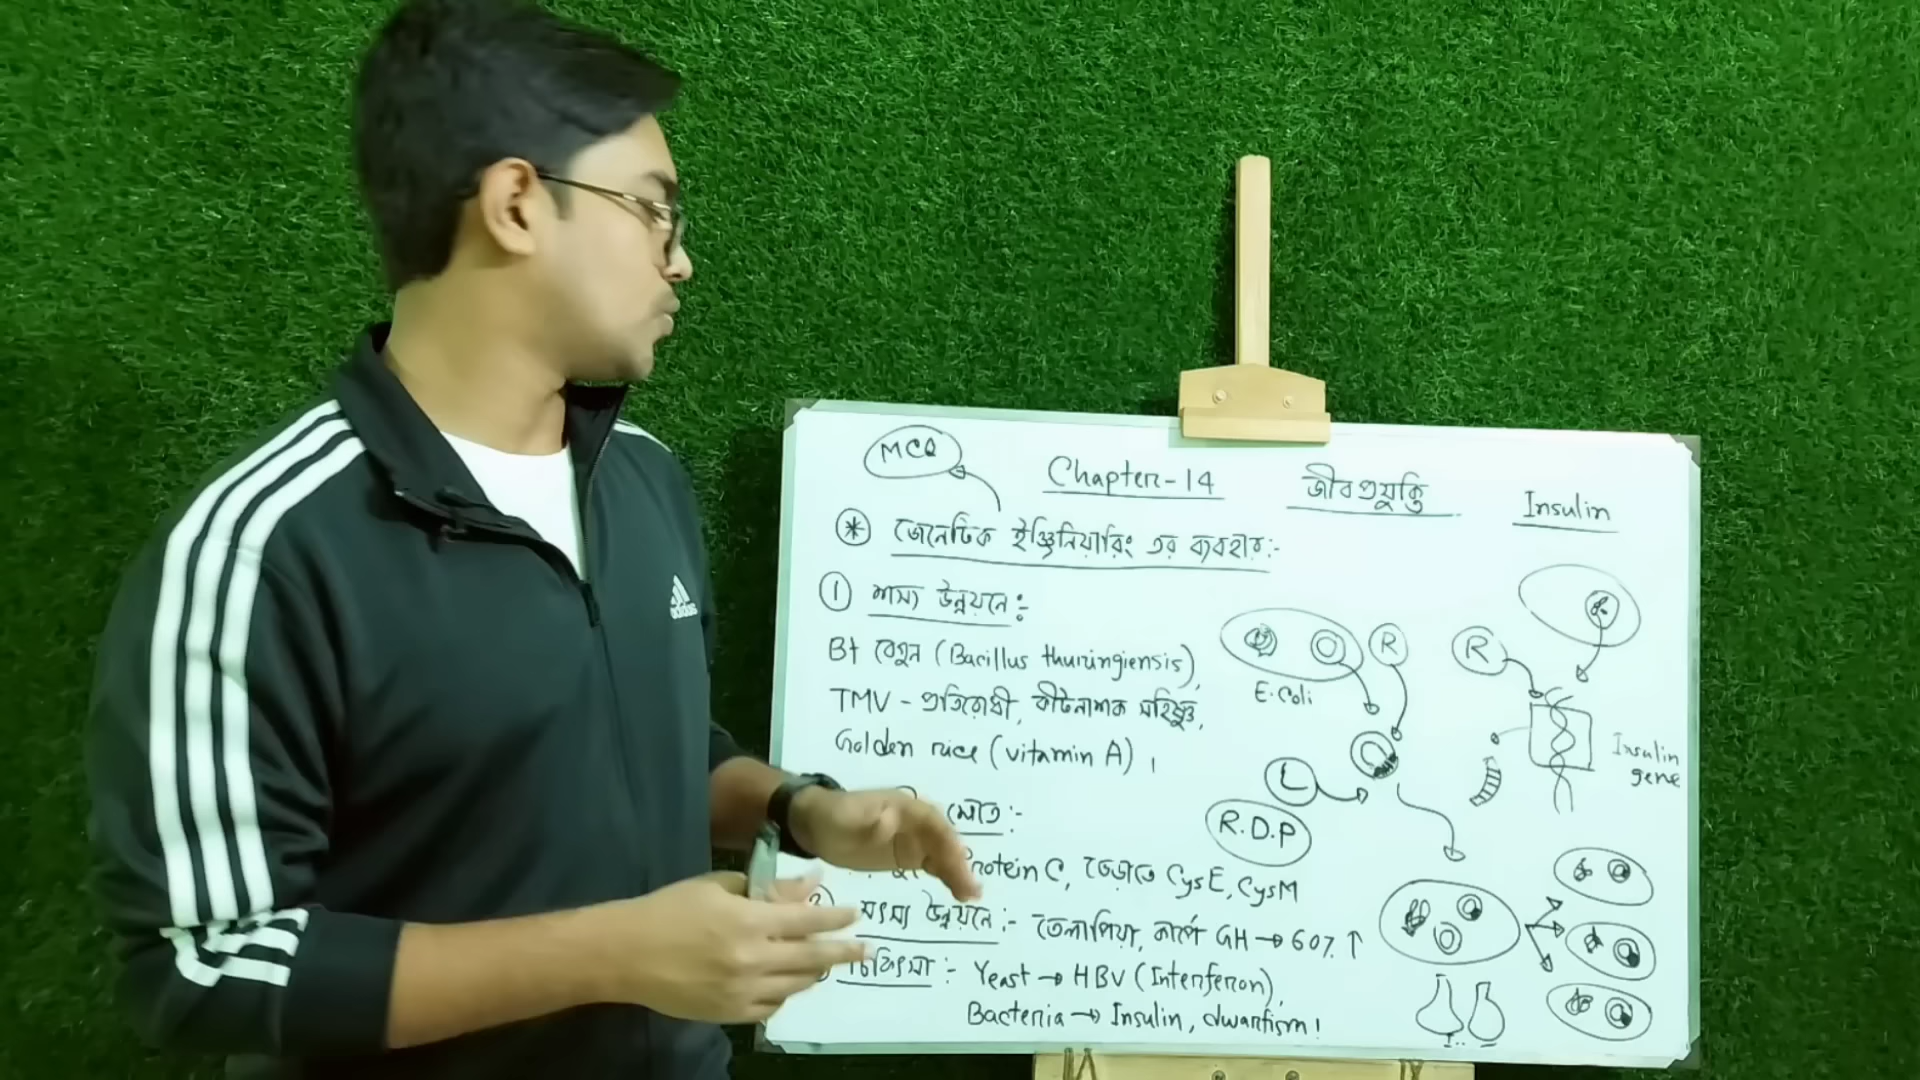 MCQ
Chapter-14 জীবপ্রযুক্তি Insulin
জেনেটিক ইঞ্জিনিয়ারিং এর ব্যবহার:-
① শস্য উন্নয়নে :-
Bt বেগুন (Bacillus thuringiensis),
TMV - প্রতিরোধী, কীটনাশক সহিষ্ণু,
Golden rice (vitamin A) ।
Protein C, ভেড়াতে CysE, CysM
মৎস্য উন্নয়নে :- তেলাপিয়া, কার্পে GH → 60% ↑
চিকিৎসা :- Yeast → HBV (Interferon),
Bacteria → Insulin, dwarfism।
E.Coli
R
R
L
R.D.P
Insulin
gene
adidas